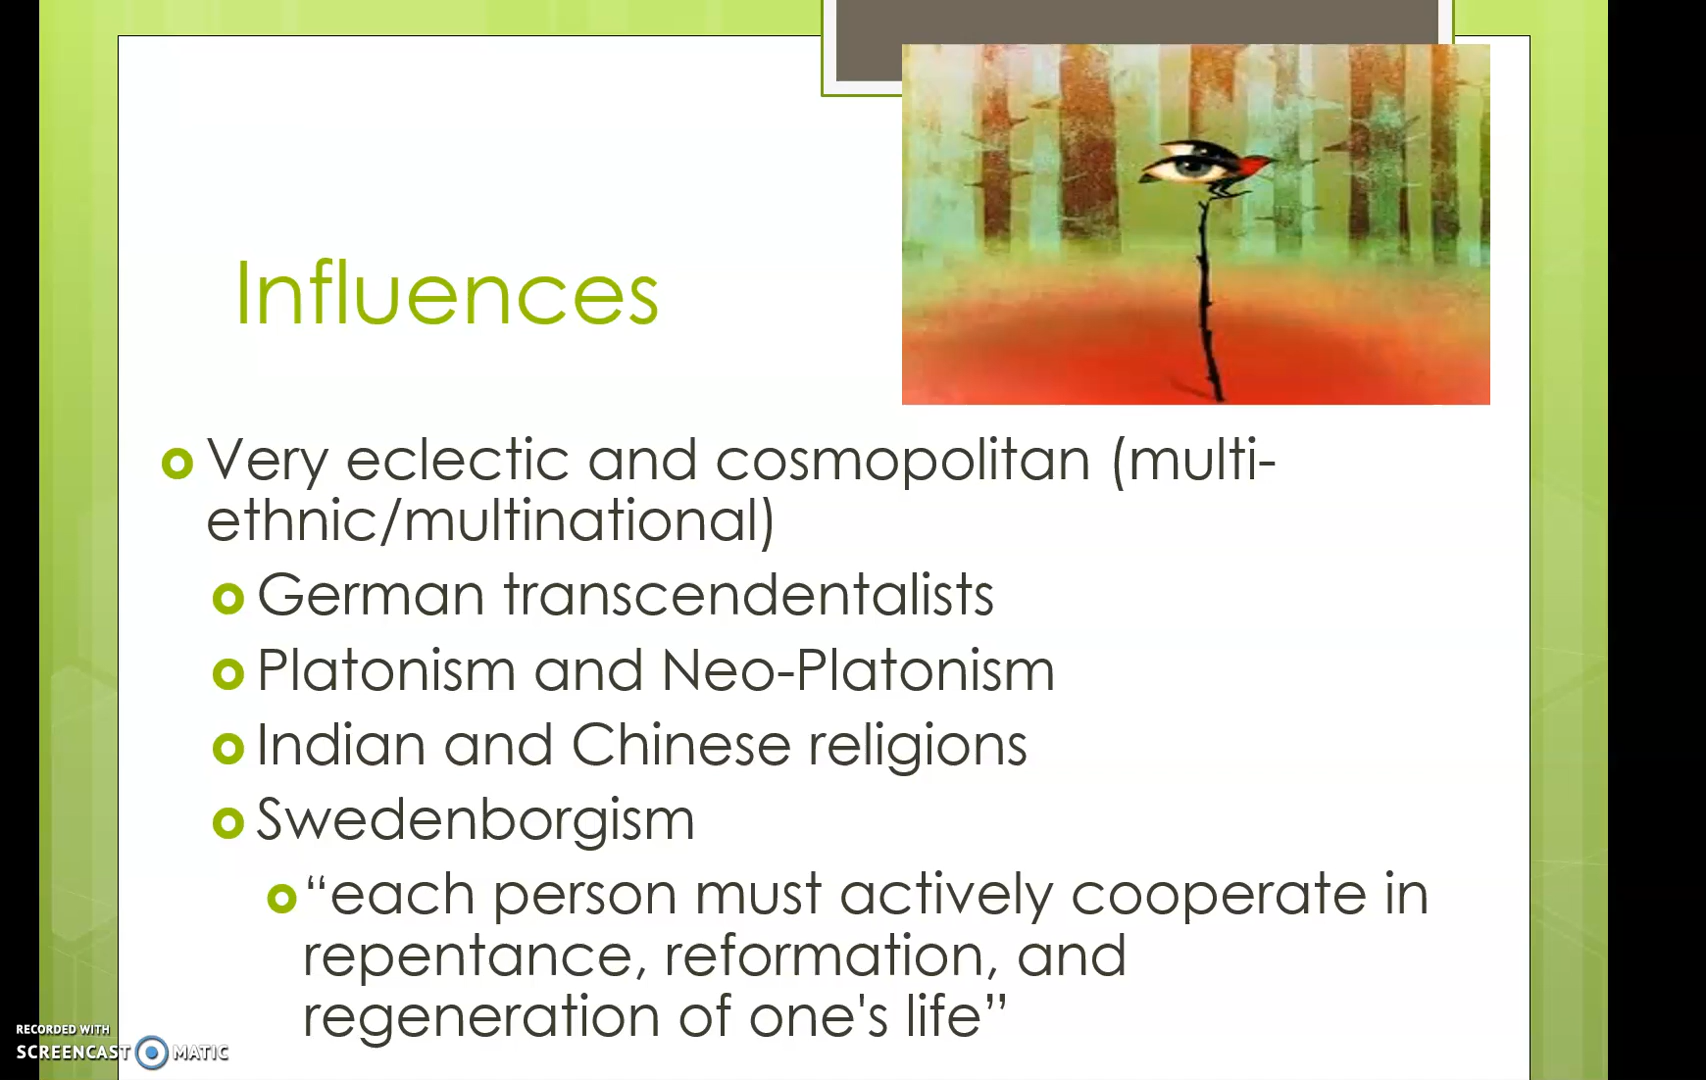 Influences
Very eclectic and cosmopolitan (multi-
ethnic/multinational)
German transcendentalists
Platonism and Neo-Platonism
Indian and Chinese religions
Swedenborgism
“each person must actively cooperate in
repentance, reformation, and
regeneration of one's life”
RECORDED WITH
SCREENCAST MATIC